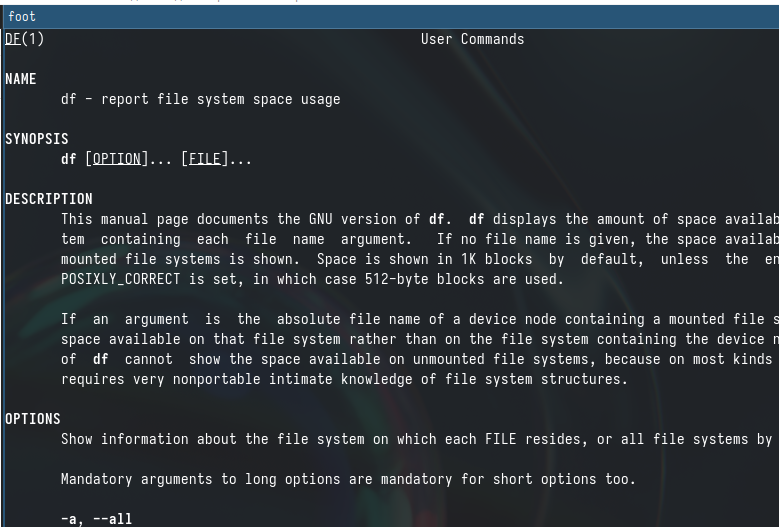 foot
DF(1) User Commands
NAME
df - report file system space usage
SYNOPSIS
df [OPTION]... [FILE]...
DESCRIPTION
This manual page documents the GNU version of df. df displays the amount of space availab
tem containing each file name argument. If no file name is given, the space availab
mounted file systems is shown. Space is shown in 1K blocks by default, unless the en
POSIXLY_CORRECT is set, in which case 512-byte blocks are used.
If an argument is the absolute file name of a device node containing a mounted file s
space available on that file system rather than on the file system containing the device n
of df cannot show the space available on unmounted file systems, because on most kinds
requires very nonportable intimate knowledge of file system structures.
OPTIONS
Show information about the file system on which each FILE resides, or all file systems by
Mandatory arguments to long options are mandatory for short options too.
-a, --all